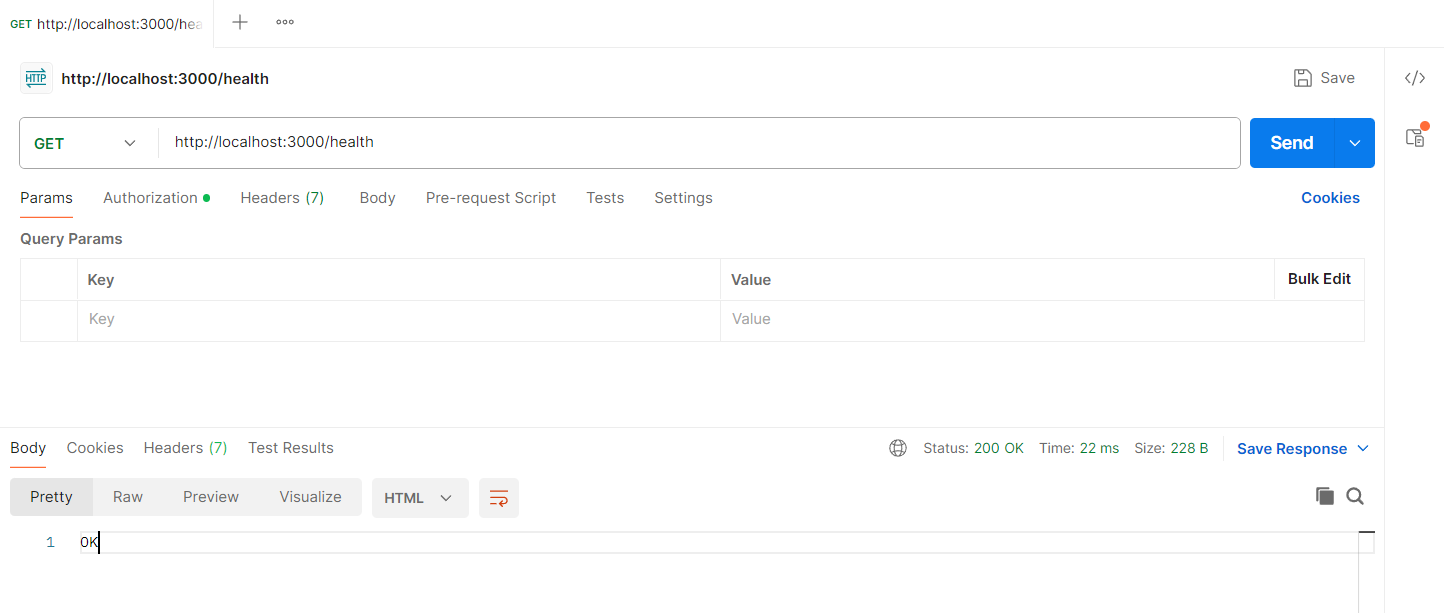 GET http://localhost:3000/hea
HTTP http://localhost:3000/health
Save
GET http://localhost:3000/health
Send
Params Authorization Headers (7) Body Pre-request Script Tests Settings Cookies
Query Params
Key Value Bulk Edit
Key Value
Body Cookies Headers (7) Test Results Status: 200 OK Time: 22 ms Size: 228 B Save Response
Pretty Raw Preview Visualize HTML
1 OK